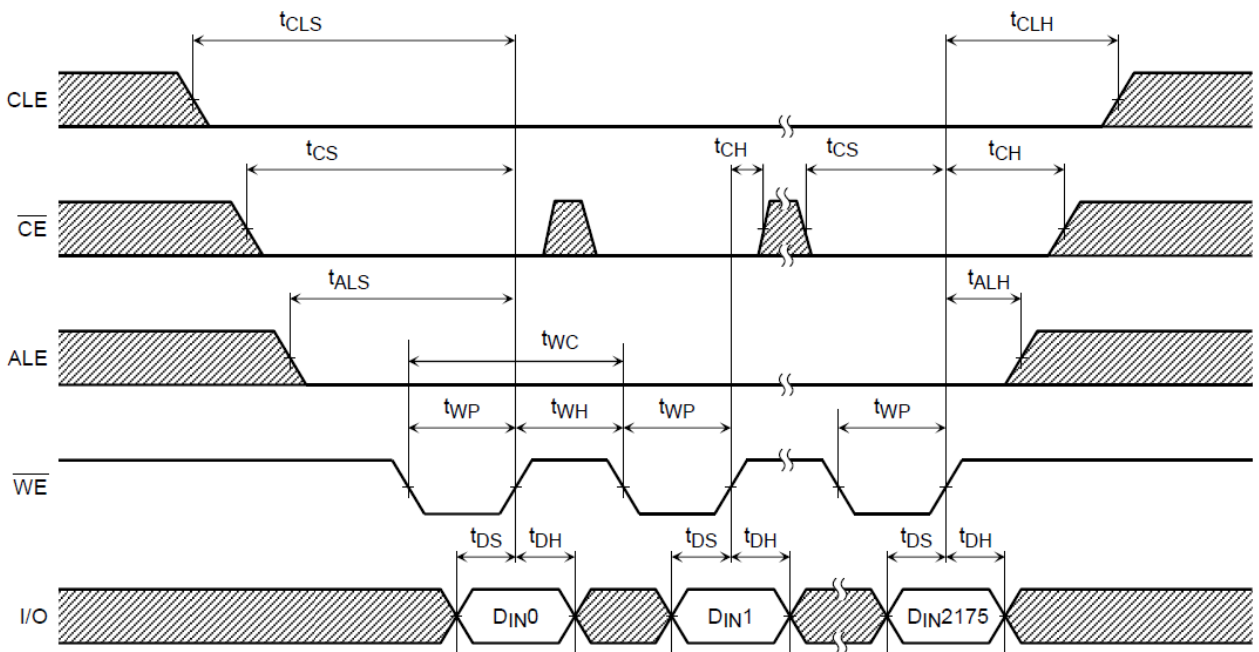 tCLS tCLH
CLE
tCS tCH tCS tCH
CE
tALS tALH
ALE
tWC
tWP tWH tWP tWP
WE
tDS tDH tDS tDH tDS tDH
I/O DIN0 DIN1 DIN2175